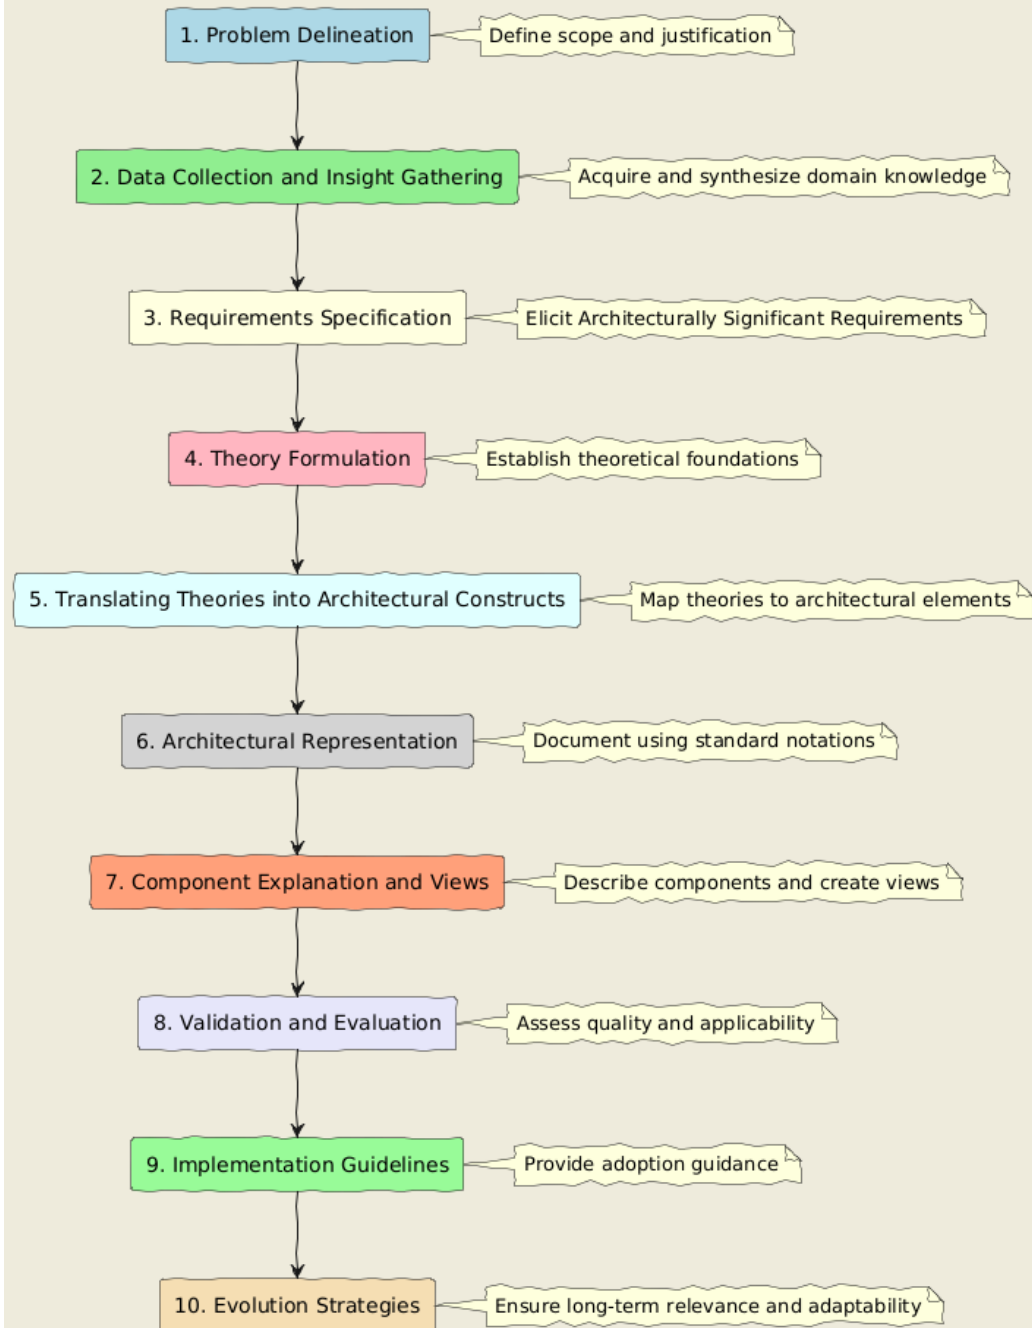 1. Problem Delineation
Define scope and justification
2. Data Collection and Insight Gathering
Acquire and synthesize domain knowledge
3. Requirements Specification
Elicit Architecturally Significant Requirements
4. Theory Formulation
Establish theoretical foundations
5. Translating Theories into Architectural Constructs
Map theories to architectural elements
6. Architectural Representation
Document using standard notations
7. Component Explanation and Views
Describe components and create views
8. Validation and Evaluation
Assess quality and applicability
9. Implementation Guidelines
Provide adoption guidance
10. Evolution Strategies
Ensure long-term relevance and adaptability